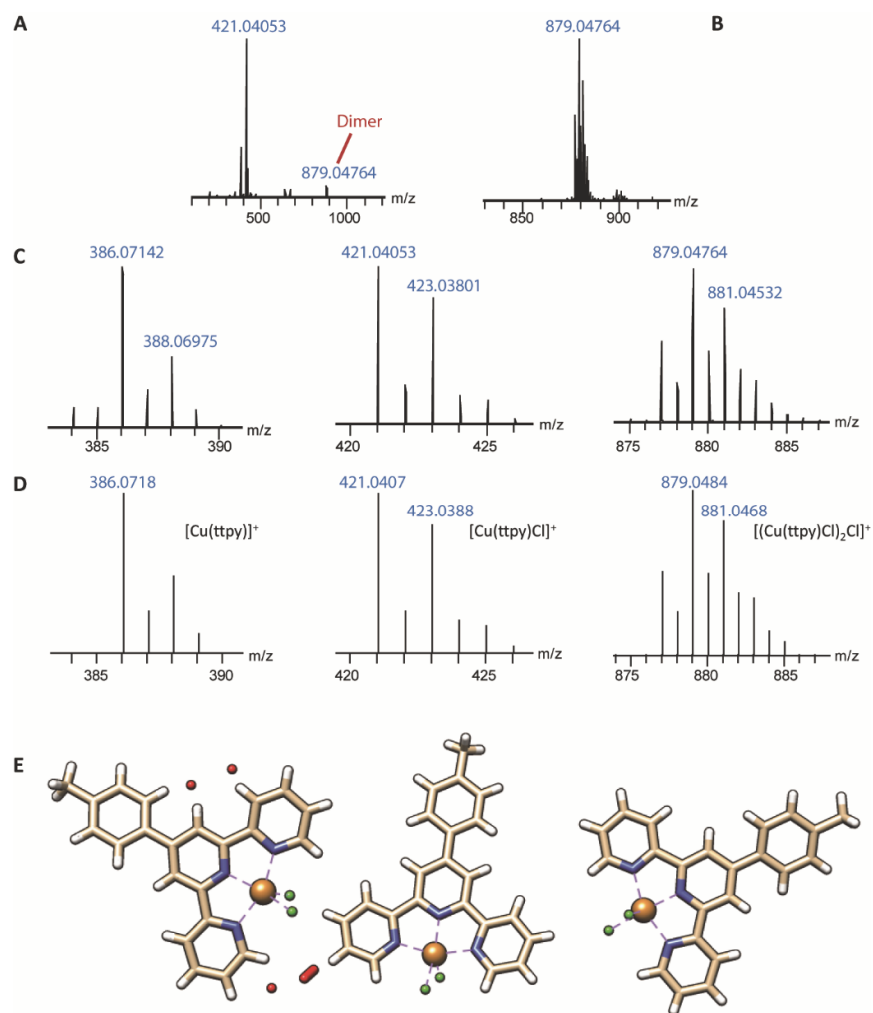 A
421.04053
Dimer
879.04764
500
1000
m/z
879.04764
B
850
900
m/z
C
386.07142
388.06975
385
390
m/z
421.04053
423.03801
420
425
m/z
879.04764
881.04532
875
880
885
m/z
D
386.0718
[Cu(ttpy)]+
385
390
m/z
421.0407
423.0388
[Cu(ttpy)Cl]+
420
425
m/z
879.0484
881.0468
[(Cu(ttpy)Cl)₂Cl]+
875
880
885
m/z
E